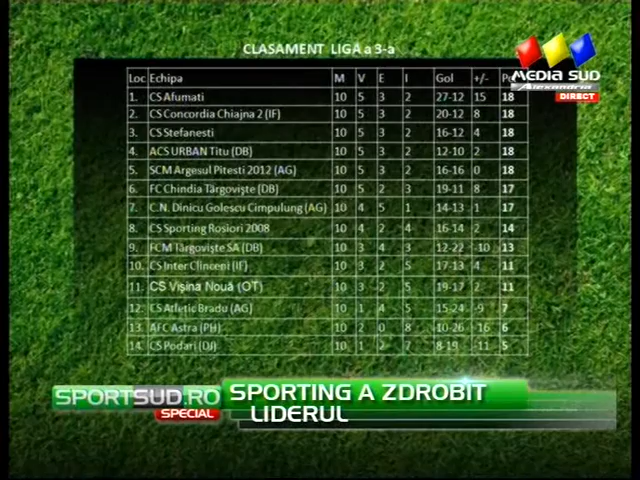 CLASAMENT LIGA a 3-a
MEDIA SUD
Alexandria
DIRECT
Loc Echipa M V E I Gol +/-
1. CS Afumati 10 5 3 2 27-12 15 18
2. CS Concordia Chiajna 2 (IF) 10 5 3 2 20-12 8 18
3. CS Stefanesti 10 5 3 2 16-12 4 18
4. ACS URBAN Titu (DB) 10 5 3 2 12-10 2 18
5. SCM Argesul Pitesti 2012 (AG) 10 5 3 2 16-16 0 18
6. FC Chindia Târgovişte (DB) 10 5 2 3 19-11 8 17
7. C.N. Dinicu Golescu Cimpulung (AG) 10 4 5 1 14-13 1 17
8. CS Sporting Rosiori 2008 10 4 2 4 16-14 2 14
9. FCM Târgovişte SA (DB) 10 3 4 3 12-22 -10 13
10. CS Inter Clinceni (IF) 10 3 2 5 17-13 4 11
11. CS Vişina Nouă (OT) 10 3 2 5 19-17 2 11
12. CS Atletic Bradu (AG) 10 1 4 5 15-24 -9 7
13. AFC Astra (PH) 10 2 0 8 10-26 -16 6
14. CS Podari (DJ) 10 1 2 7 8-19 -11 5
SPORTSUD.RO
SPECIAL
SPORTING A ZDROBIT
LIDERUL